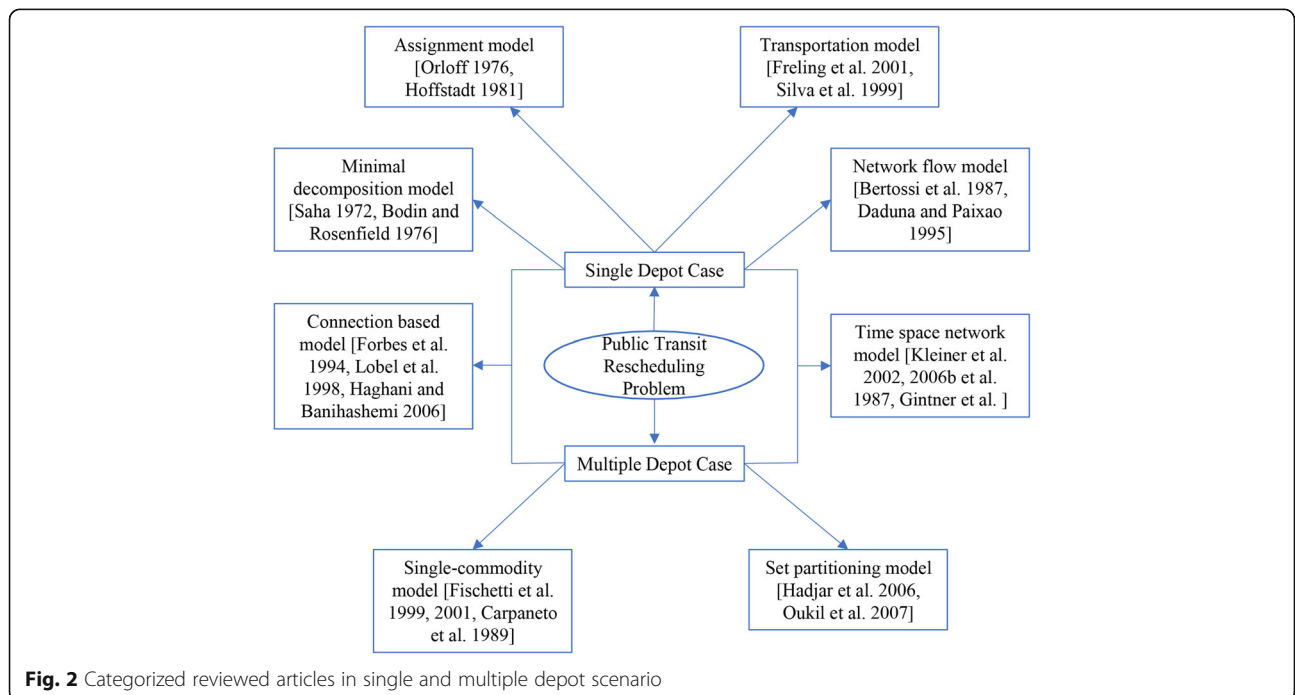 Assignment model
[Orloff 1976,
Hoffstadt 1981]
Transportation model
[Freling et al. 2001,
Silva et al. 1999]
Minimal
decomposition model
[Saha 1972, Bodin and
Rosenfield 1976]
Network flow model
[Bertossi et al. 1987,
Daduna and Paixao
1995]
Single Depot Case
Connection based
model [Forbes et al.
1994, Lobel et al.
1998, Haghani and
Banihashemi 2006]
Public Transit
Rescheduling
Problem
Time space network
model [Kleiner et al.
2002, 2006b et al.
1987, Gintner et al. ]
Multiple Depot Case
Single-commodity
model [Fischetti et al.
1999, 2001, Carpaneto
et al. 1989]
Set partitioning model
[Hadjar et al. 2006,
Oukil et al. 2007]
Fig. 2 Categorized reviewed articles in single and multiple depot scenario